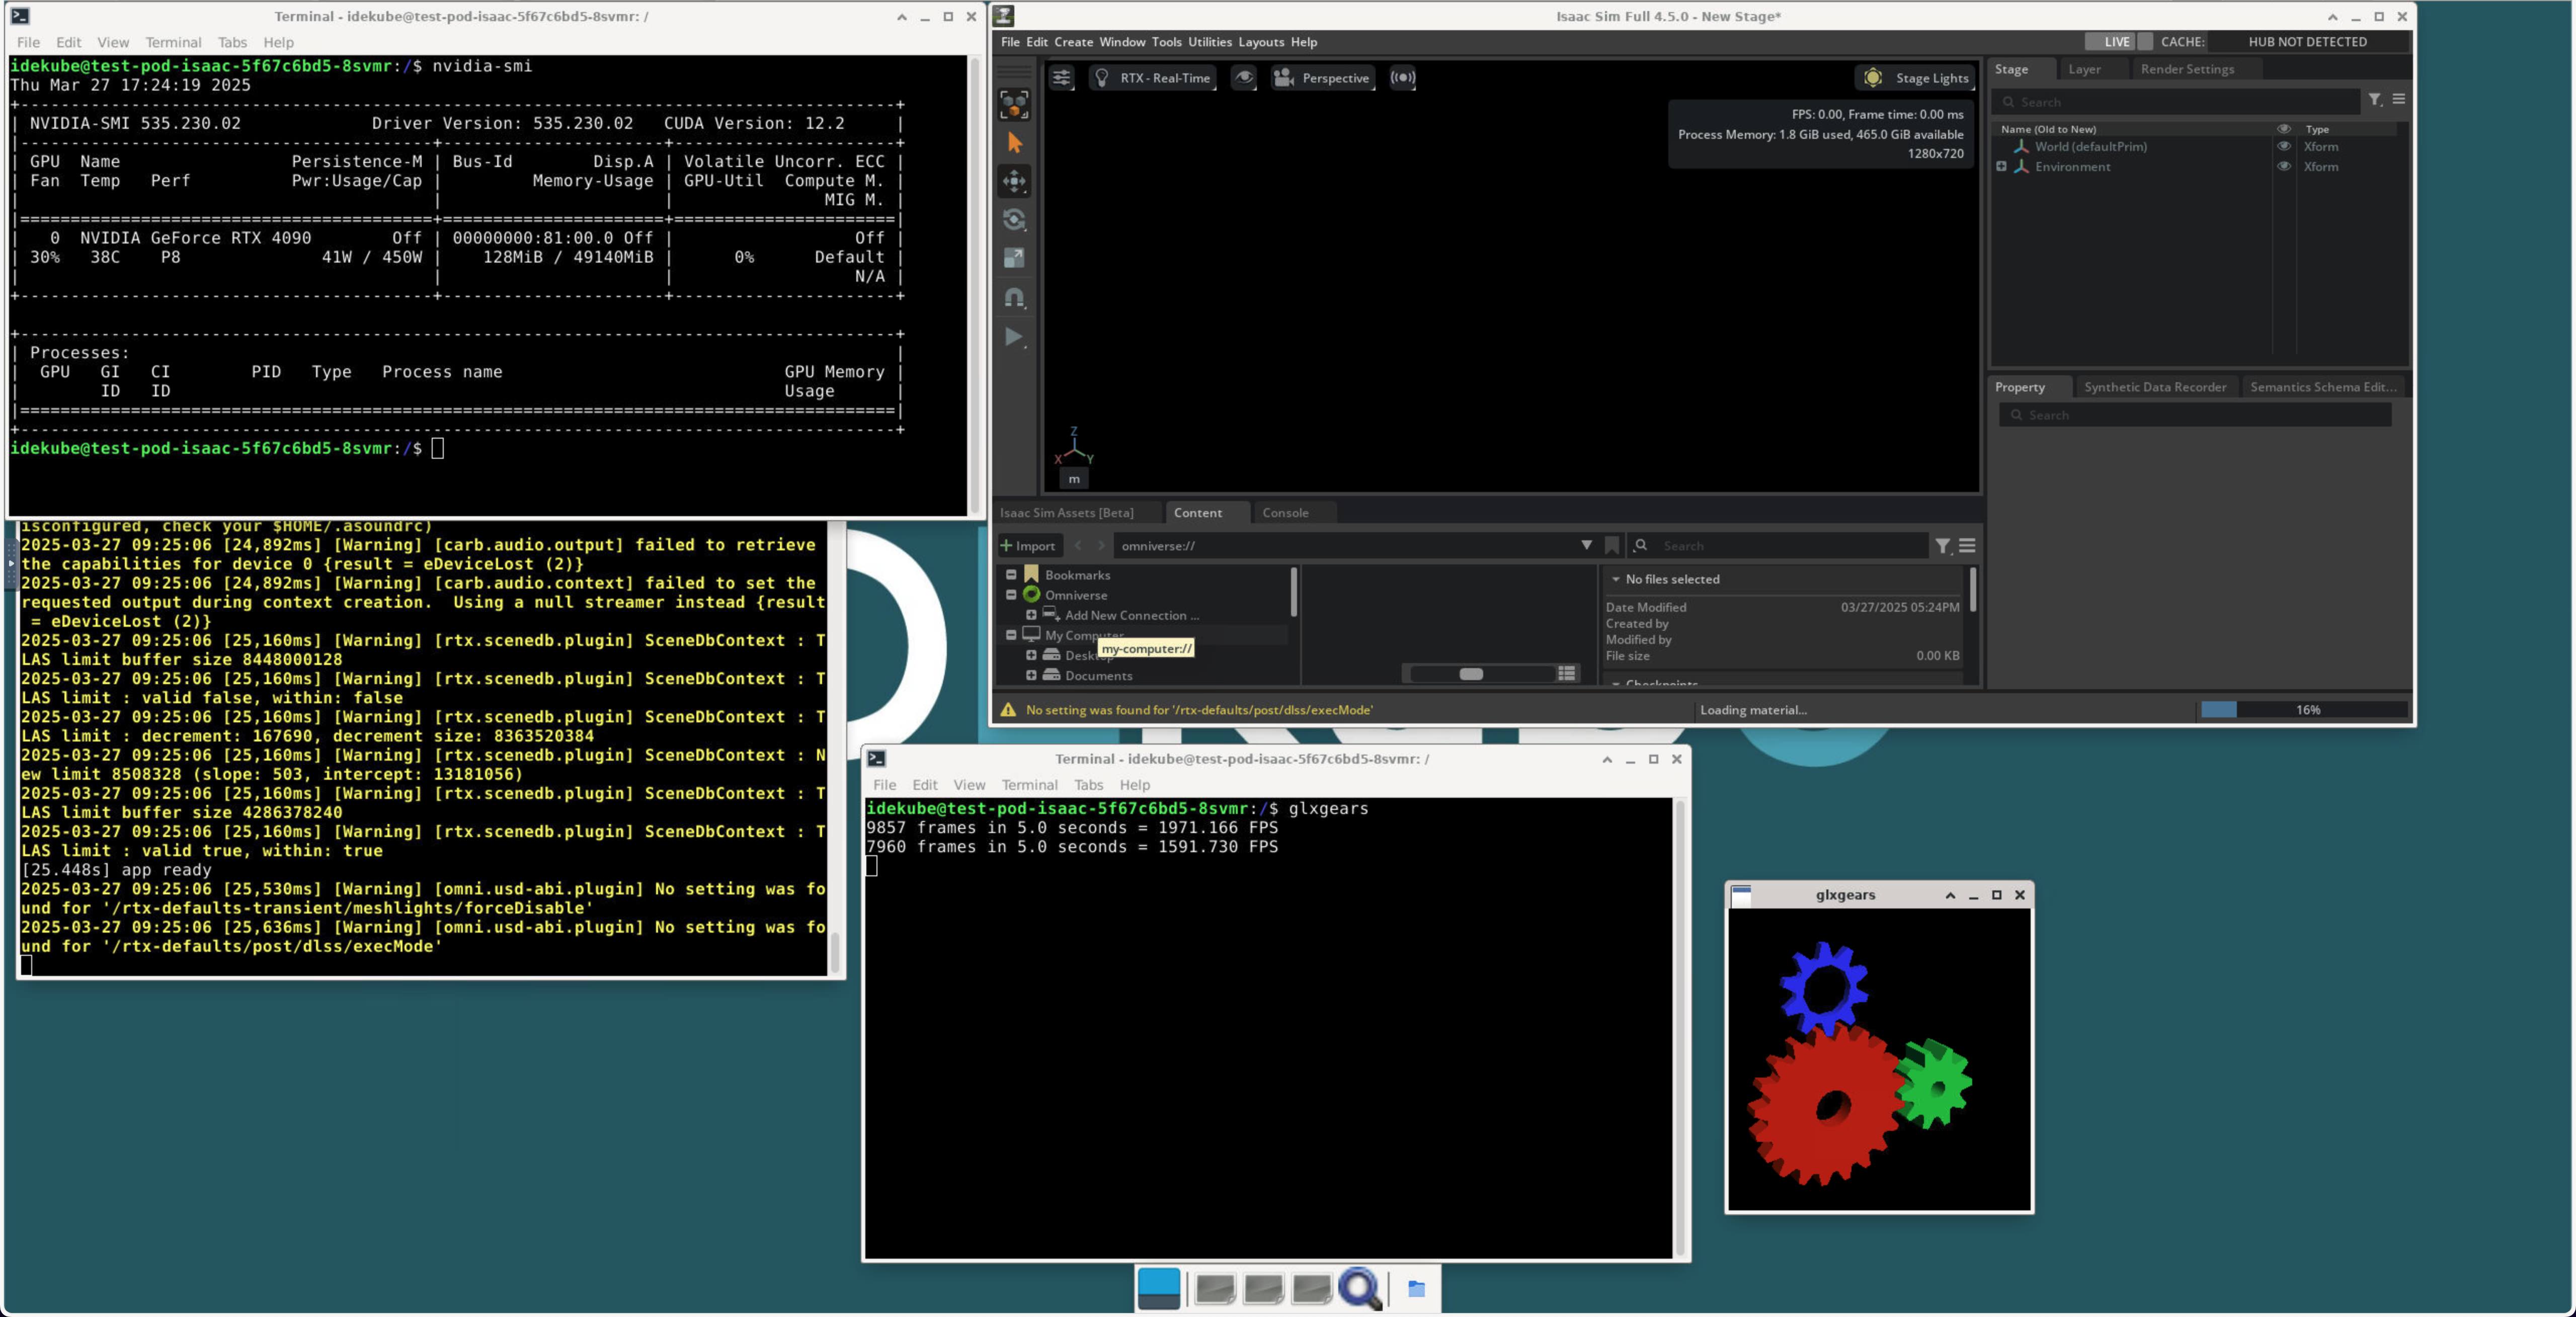 Terminal - idekube@test-pod-isaac-5f67c6bd5-8svmr: /
File Edit View Terminal Tabs Help
idekube@test-pod-isaac-5f67c6bd5-8svmr:/$ nvidia-smi
Thu Mar 27 17:24:19 2025
+---------------------------------------------------------------------------------------+
| NVIDIA-SMI 535.230.02             Driver Version: 535.230.02   CUDA Version: 12.2     |
|-----------------------------------------+----------------------+----------------------+
| GPU  Name                 Persistence-M | Bus-Id        Disp.A | Volatile Uncorr. ECC |
| Fan  Temp   Perf          Pwr:Usage/Cap |         Memory-Usage | GPU-Util  Compute M. |
|                                         |                      |               MIG M. |
|=========================================+======================+======================|
|   0  NVIDIA GeForce RTX 4090        Off | 00000000:81:00.0 Off |                  Off |
| 30%   38C    P8              41W / 450W |    128MiB / 49140MiB |      0%      Default |
|                                         |                      |                  N/A |
+-----------------------------------------+----------------------+----------------------+
+---------------------------------------------------------------------------------------+
| Processes:                                                                            |
|  GPU   GI   CI        PID   Type   Process name                            GPU Memory |
|        ID   ID                                                             Usage      |
|=======================================================================================|
+---------------------------------------------------------------------------------------+
idekube@test-pod-isaac-5f67c6bd5-8svmr:/$
isconfigured, check your $HOME/.asoundrc)
2025-03-27 09:25:06 [24,892ms] [Warning] [carb.audio.output] failed to retrieve
the capabilities for device 0 {result = eDeviceLost (2)}
2025-03-27 09:25:06 [24,892ms] [Warning] [carb.audio.context] failed to set the
requested output during context creation.  Using a null streamer instead {result
 = eDeviceLost (2)}
2025-03-27 09:25:06 [25,160ms] [Warning] [rtx.scenedb.plugin] SceneDbContext : T
LAS limit buffer size 8448000128
2025-03-27 09:25:06 [25,160ms] [Warning] [rtx.scenedb.plugin] SceneDbContext : T
LAS limit : valid false, within: false
2025-03-27 09:25:06 [25,160ms] [Warning] [rtx.scenedb.plugin] SceneDbContext : T
LAS limit : decrement: 167690, decrement size: 8363520384
2025-03-27 09:25:06 [25,160ms] [Warning] [rtx.scenedb.plugin] SceneDbContext : N
ew limit 8508328 (slope: 503, intercept: 13181056)
2025-03-27 09:25:06 [25,160ms] [Warning] [rtx.scenedb.plugin] SceneDbContext : T
LAS limit buffer size 4286378240
2025-03-27 09:25:06 [25,160ms] [Warning] [rtx.scenedb.plugin] SceneDbContext : T
LAS limit : valid true, within: true
[25.448s] app ready
2025-03-27 09:25:06 [25,530ms] [Warning] [omni.usd-abi.plugin] No setting was fo
und for '/rtx-defaults-transient/meshlights/forceDisable'
2025-03-27 09:25:06 [25,636ms] [Warning] [omni.usd-abi.plugin] No setting was fo
und for '/rtx-defaults/post/dlss/execMode'
Isaac Sim Full 4.5.0 - New Stage*
File Edit Create Window Tools Utilities Layouts Help
LIVE CACHE: HUB NOT DETECTED
RTX - Real-Time Perspective Stage Lights
FPS: 0.00, Frame time: 0.00 ms
Process Memory: 1.8 GiB used, 465.0 GiB available
1280x720
Z
X Y
m
Stage Layer Render Settings
Search
Name (Old to New) Type
World (defaultPrim) Xform
Environment Xform
Property Synthetic Data Recorder Semantics Schema Edit...
Search
Isaac Sim Assets [Beta] Content Console
Import omniverse:// Search
Bookmarks
Omniverse
Add New Connection ...
My Computer
my-computer://
Documents
No files selected
Date Modified 03/27/2025 05:24PM
Created by
Modified by
File size 0.00 KB
Checkpoints
No setting was found for '/rtx-defaults/post/dlss/execMode' Loading material... 16%
Terminal - idekube@test-pod-isaac-5f67c6bd5-8svmr: /
File Edit View Terminal Tabs Help
idekube@test-pod-isaac-5f67c6bd5-8svmr:/$ glxgears
9857 frames in 5.0 seconds = 1971.166 FPS
7960 frames in 5.0 seconds = 1591.730 FPS
glxgears